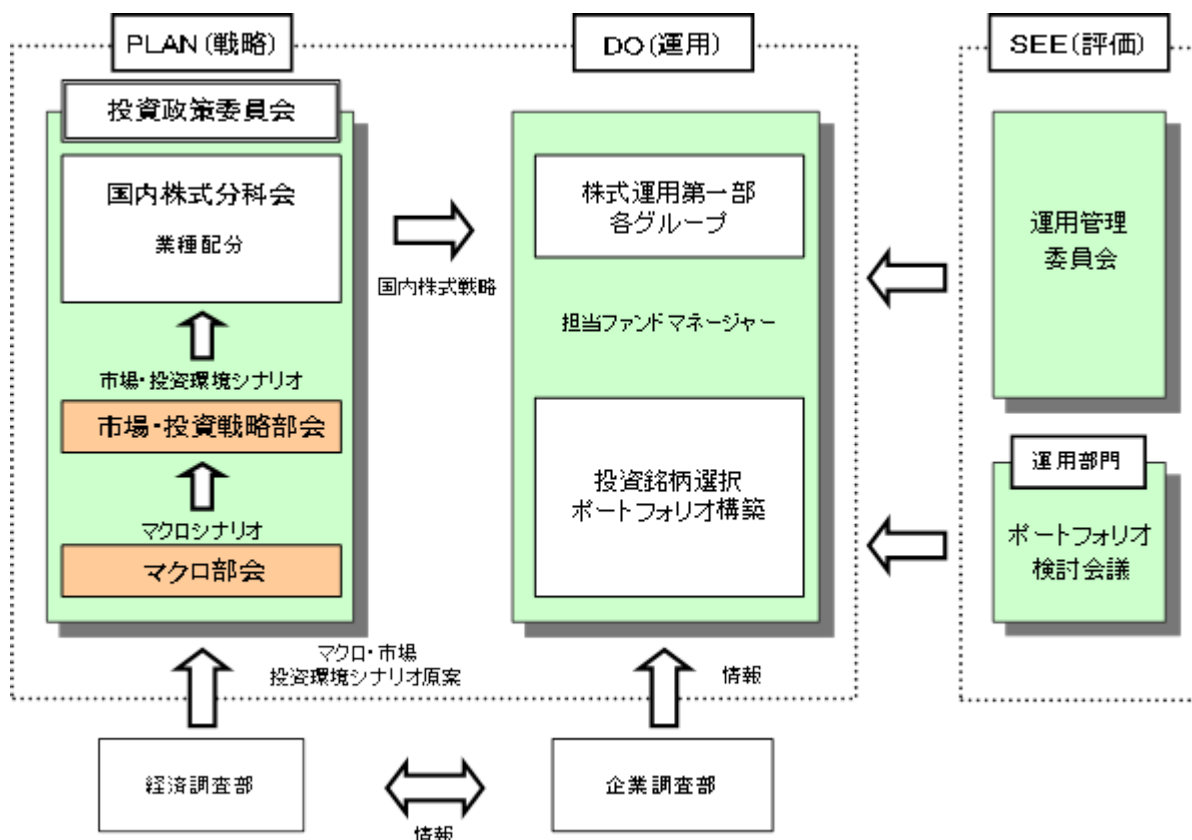 PLAN(戦略)
投資政策委員会
国内株式分科会
業種配分
市場・投資環境シナリオ
市場・投資戦略部会
マクロシナリオ
マクロ部会
マクロ・市場
投資環境シナリオ原案
経済調査部
国内株式戦略
DO(運用)
株式運用第一部
各グループ
担当ファンドマネージャー
投資銘柄選択
ポートフォリオ構築
情報
企業調査部
情報
SEE(評価)
運用管理
委員会
運用部門
ポートフォリオ
検討会議